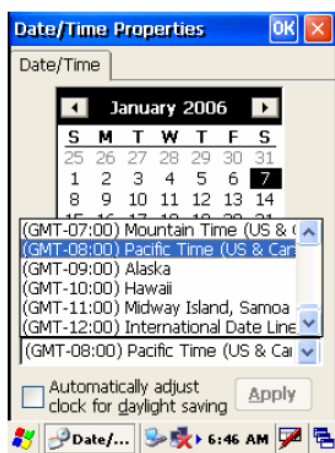 Date/Time Properties OK
Date/Time
January 2006
S M T W T F S
25 26 27 28 29 30 31
1 2 3 4 5 6 7
8 9 10 11 12 13 14
(GMT-07:00) Mountain Time (US & (
(GMT-08:00) Pacific Time (US & Can
(GMT-09:00) Alaska
(GMT-10:00) Hawaii
(GMT-11:00) Midway Island, Samoa
(GMT-12:00) International Date Line
(GMT-08:00) Pacific Time (US & Cai
Automatically adjust
clock for daylight saving
Apply
Date/... 6:46 AM